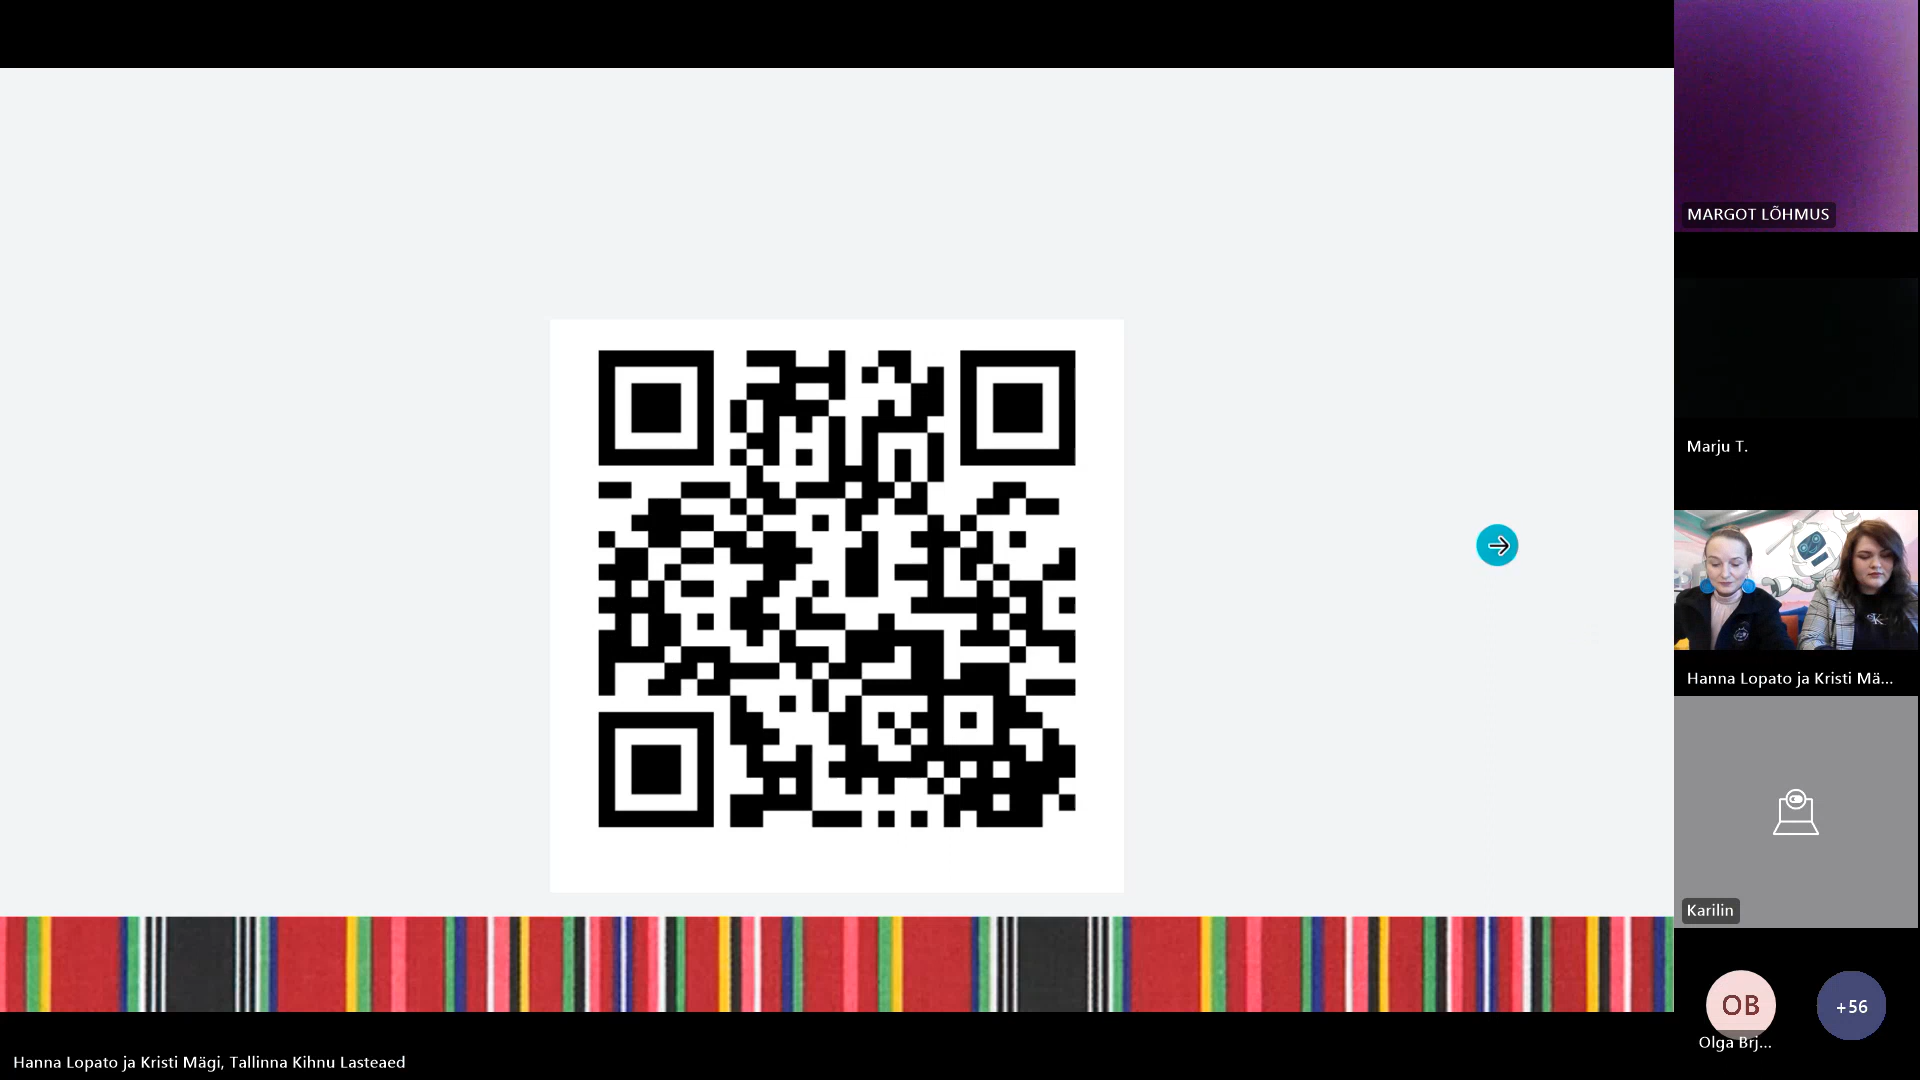 MARGOT LÕHMUS
Marju T.
Hanna Lopato ja Kristi Mä...
Karilin
OB
Olga Brj...
+56
Hanna Lopato ja Kristi Mägi, Tallinna Kihnu Lasteaed